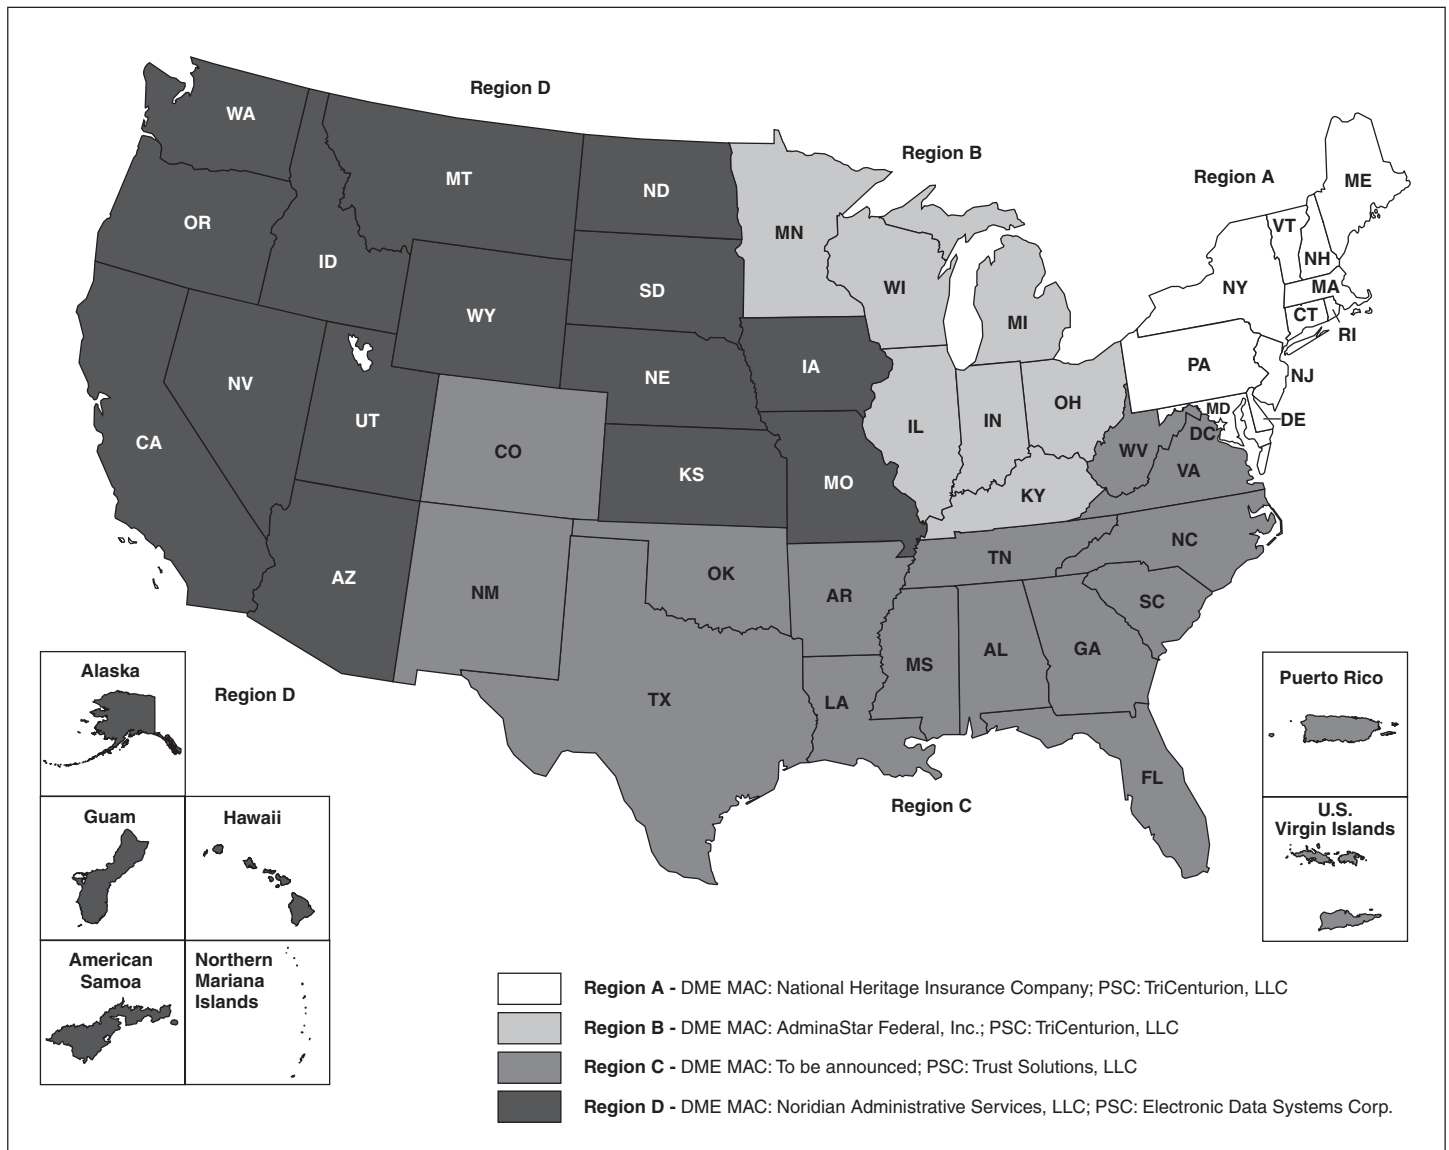 Region D
WA
Region B
ME
Region A
MT
ND
OR
VT
MN
NH
ID
NY
MA
WI
SD
CT
WY
MI
RI
PA
IA
NJ
NE
NV
OH
MD
UT
DE
IL
IN
DC
CA
CO
WV
VA
KS
MO
KY
NC
TN
OK
AZ
NM
AR
SC
GA
AL
MS
Alaska
Puerto Rico
Region D
TX
LA
FL
Region C
U.S.
Virgin Islands
Guam
Hawaii
American
Samoa
Northern
Mariana
Islands
Region A - DME MAC: National Heritage Insurance Company; PSC: TriCenturion, LLC
Region B - DME MAC: AdminaStar Federal, Inc.; PSC: TriCenturion, LLC
Region C - DME MAC: To be announced; PSC: Trust Solutions, LLC
Region D - DME MAC: Noridian Administrative Services, LLC; PSC: Electronic Data Systems Corp.